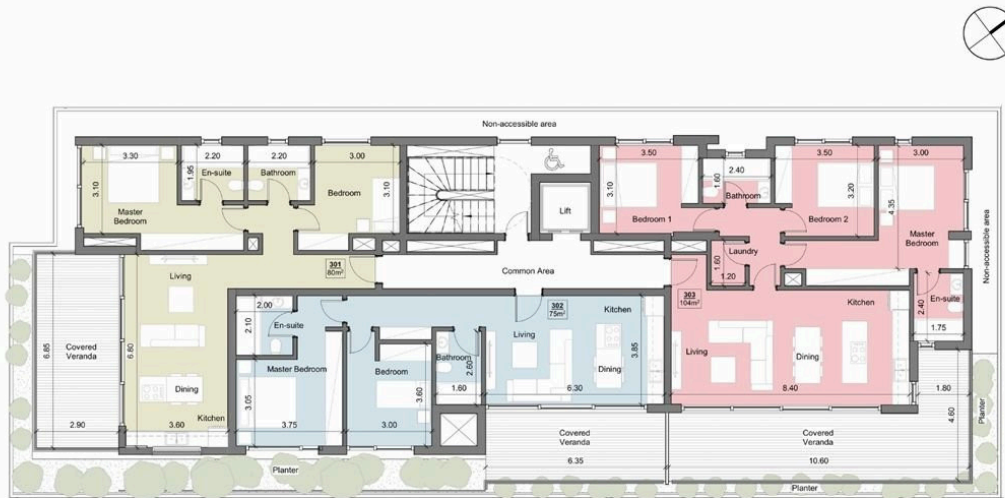 Non-accessible area
3.30
2.20
2.20
3.00
1.95
En-suite
Bathroom
3.10
Bedroom
3.10
Master
Bedroom
Lift
3.50
2.40
3.50
3.00
3.10
1.60
Bathroom
3.20
4.35
Bedroom 1
Bedroom 2
Master
Bedroom
Non-accessible area
Living
301
80m²
Common Area
Laundry
1.60
1.20
303
104m²
Kitchen
En-suite
2.40
1.75
2.00
2.10
En-suite
302
75m²
Kitchen
Living
3.85
Dining
6.30
Living
Dining
8.40
6.85
Covered
Veranda
6.80
2.90
Dining
Kitchen
3.60
Master Bedroom
3.05
3.75
Bedroom
3.60
3.00
Bathroom
2.60
1.60
1.80
4.60
Planter
Covered
Veranda
6.35
Covered
Veranda
10.60
Planter
Planter